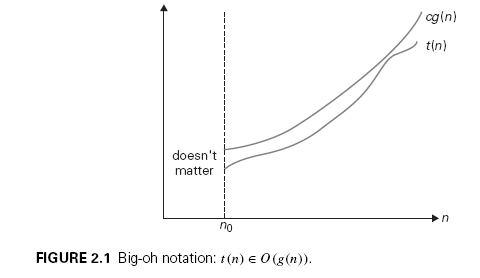 cg(n)
t(n)
doesn't
matter
n
n0
FIGURE 2.1 Big-oh notation: t(n) ∈ O(g(n)).